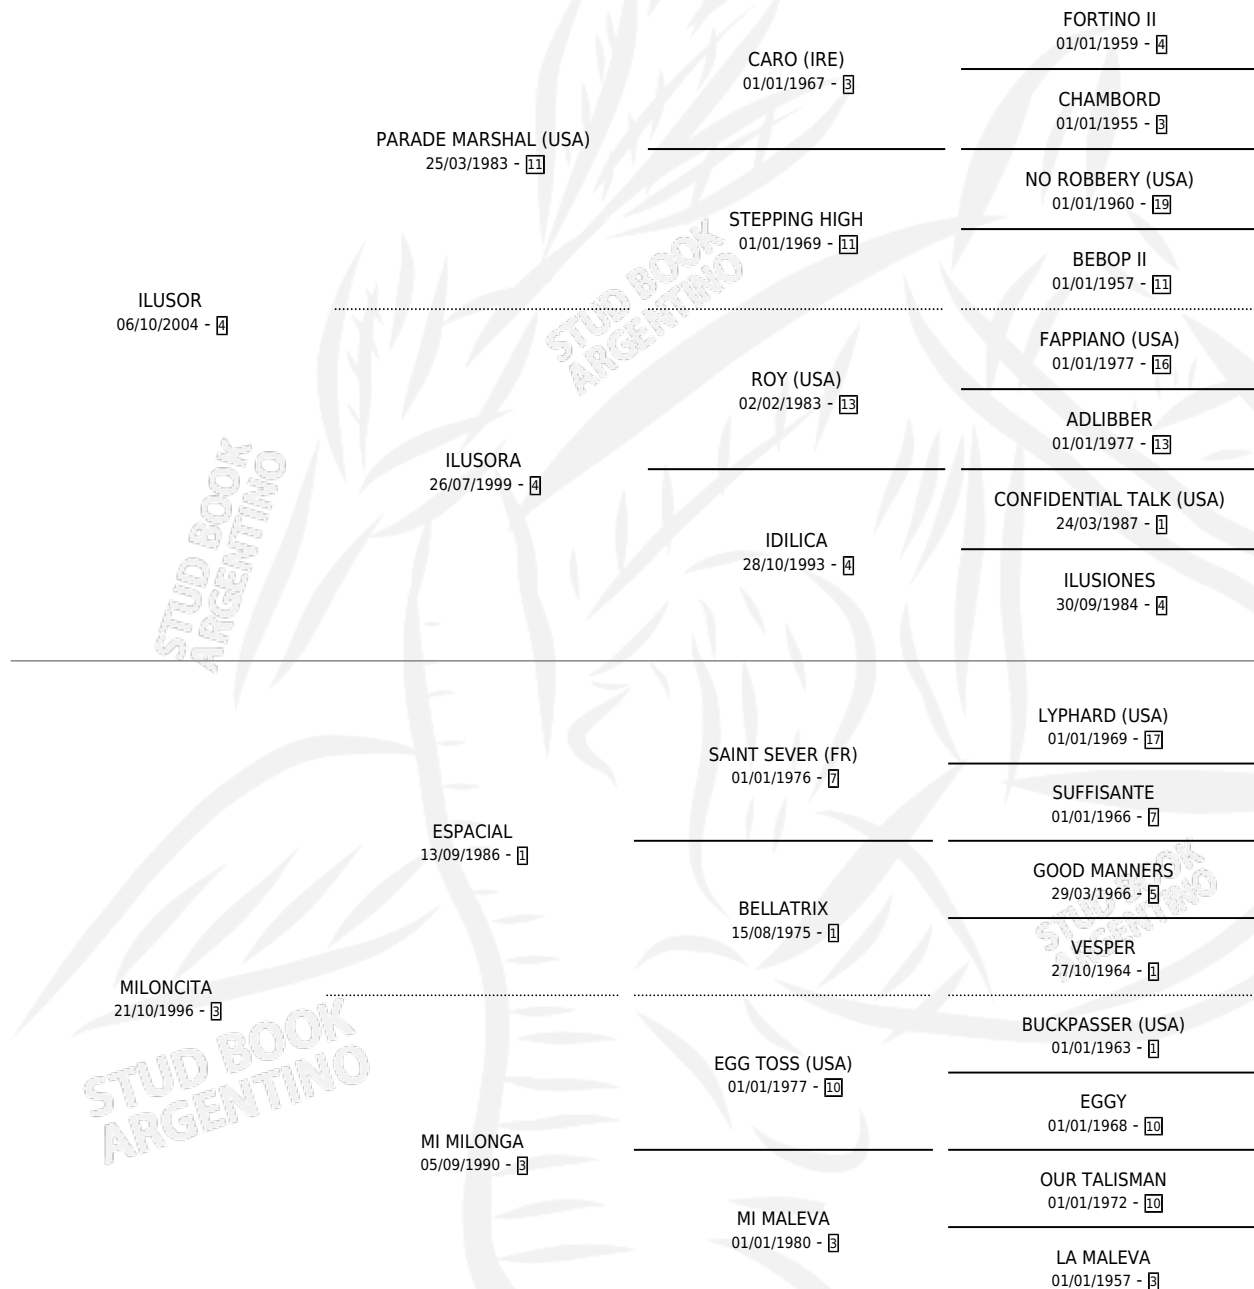 FORTINO II
01/01/1959 - 4
CARO (IRE)
01/01/1967 - 3
CHAMBORD
01/01/1955 - 3
PARADE MARSHAL (USA)
25/03/1983 - 11
NO ROBBERY (USA)
01/01/1960 - 19
STEPPING HIGH
01/01/1969 - 11
BEBOP II
01/01/1957 - 11
ILUSOR
06/10/2004 - 4
STUD BOOK
ARGENTINO
FAPPIANO (USA)
01/01/1977 - 16
ROY (USA)
02/02/1983 - 13
ADLIBBER
01/01/1977 - 13
ILUSORA
26/07/1999 - 4
CONFIDENTIAL TALK (USA)
24/03/1987 - 1
IDILICA
28/10/1993 - 4
ILUSIONES
30/09/1984 - 4
STUD BOOK
ARGENTINO
LYPHARD (USA)
01/01/1969 - 17
SAINT SEVER (FR)
01/01/1976 - 7
SUFFISANTE
01/01/1966 - 7
ESPACIAL
13/09/1986 - 1
GOOD MANNERS
29/03/1966 - 5
BELLATRIX
15/08/1975 - 1
STUD BOOK
ARGENTINO
VESPER
27/10/1964 - 1
MILONCITA
21/10/1996 - 3
BUCKPASSER (USA)
01/01/1963 - 1
EGG TOSS (USA)
01/01/1977 - 10
EGGY
01/01/1968 - 10
STUD BOOK
ARGENTINO
MI MILONGA
05/09/1990 - 3
OUR TALISMAN
01/01/1972 - 10
MI MALEVA
01/01/1980 - 3
LA MALEVA
01/01/1957 - 3